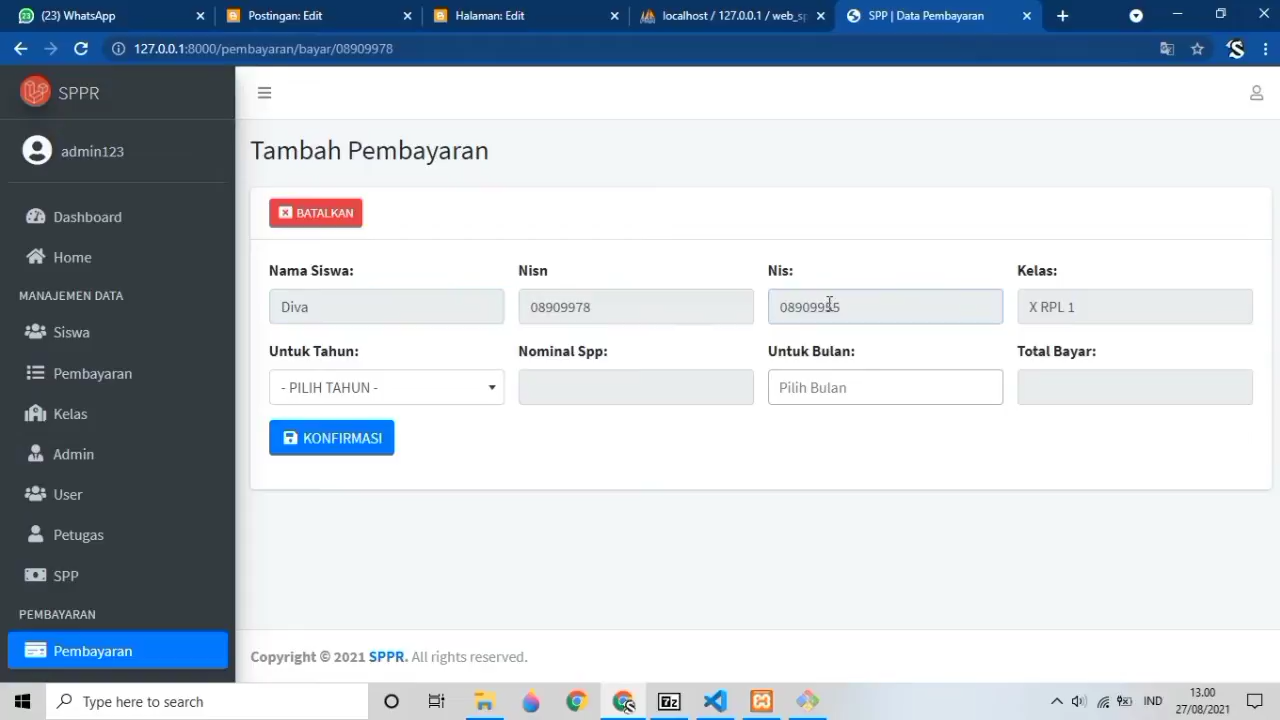 (23) WhatsApp
Postingan: Edit
Halaman: Edit
localhost / 127.0.0.1 / web_sp
SPP | Data Pembayaran
127.0.0.1:8000/pembayaran/bayar/08909978
SPPR
admin123
Dashboard
Home
MANAJEMEN DATA
Siswa
Pembayaran
Kelas
Admin
User
Petugas
SPP
PEMBAYARAN
Pembayaran
Tambah Pembayaran
BATALKAN
Nama Siswa: Nisn Nis: Kelas:
Diva 08909978 08909955 X RPL 1
Untuk Tahun: Nominal Spp: Untuk Bulan: Total Bayar:
- PILIH TAHUN - Pilih Bulan
KONFIRMASI
Copyright © 2021 SPPR. All rights reserved.
Type here to search
7z
IND
13.00
27/08/2021